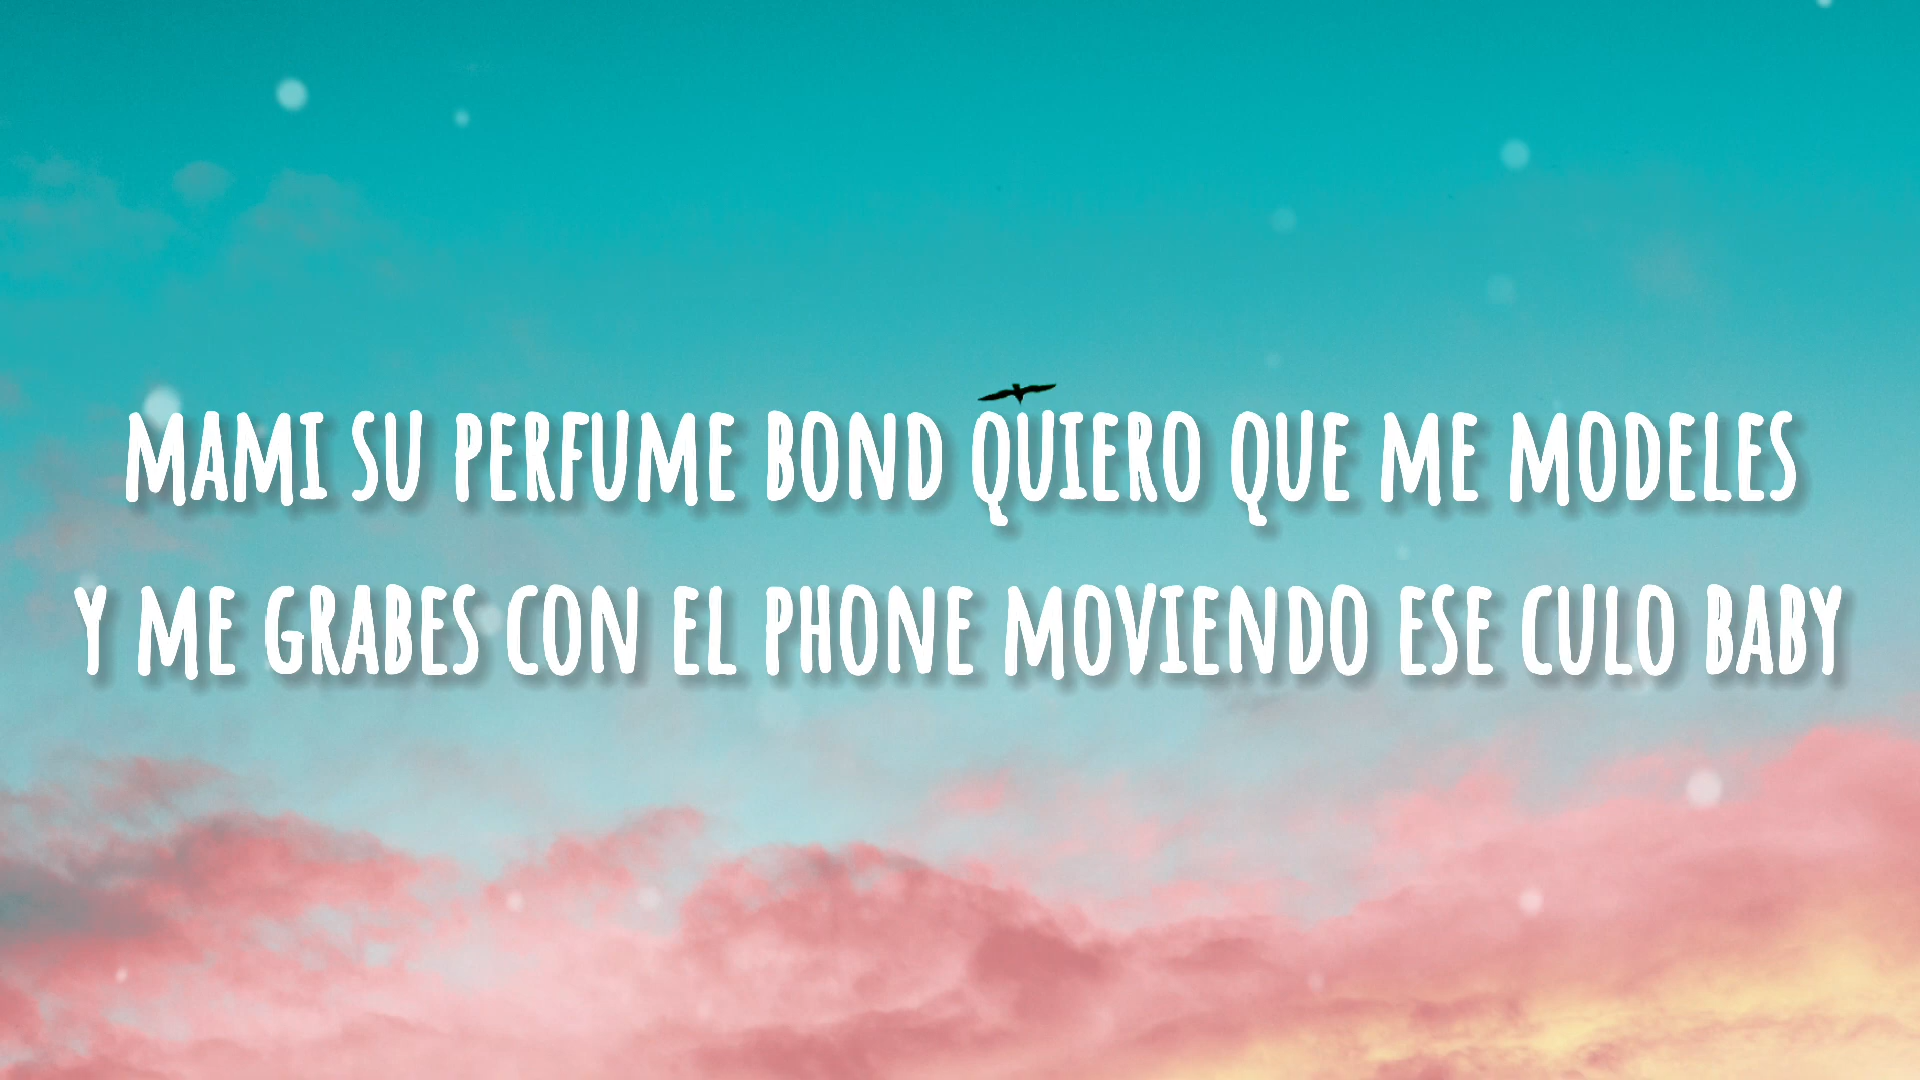 MAMI SU PERFUME BOND QUIERO QUE ME MODELES
Y ME GRABES CON EL PHONE MOVIENDO ESE CULO BABY